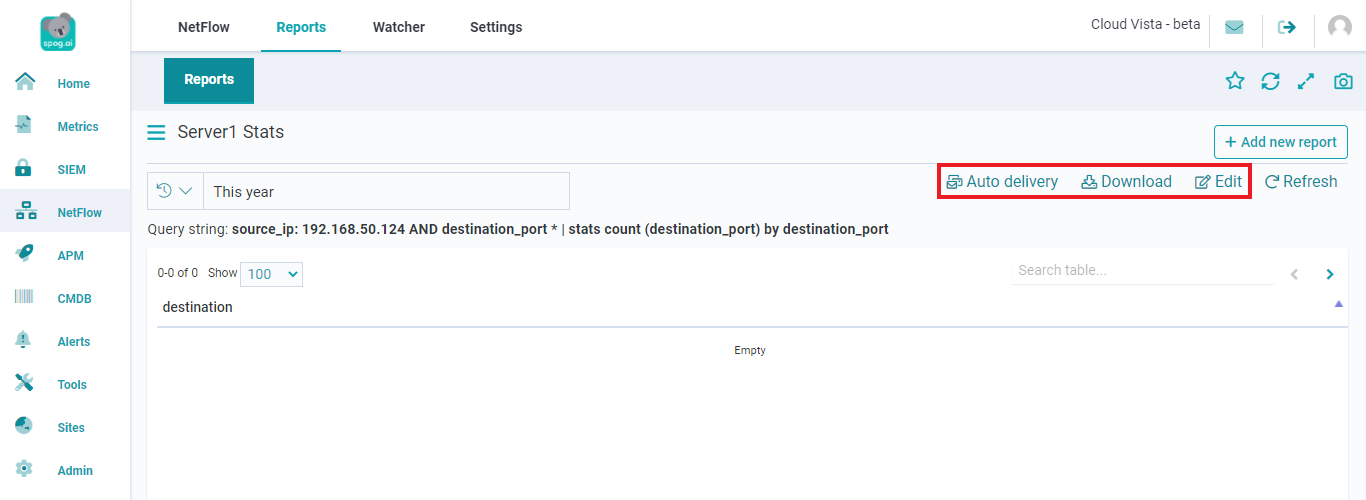 spog.ai
NetFlow Reports Watcher Settings
Cloud Vista - beta
Home
Metrics
SIEM
NetFlow
APM
CMDB
Alerts
Tools
Sites
Admin
Reports
Server1 Stats
+ Add new report
This year
Auto delivery Download Edit Refresh
Query string: source_ip: 192.168.50.124 AND destination_port * | stats count (destination_port) by destination_port
0-0 of 0 Show 100
Search table...
destination
Empty